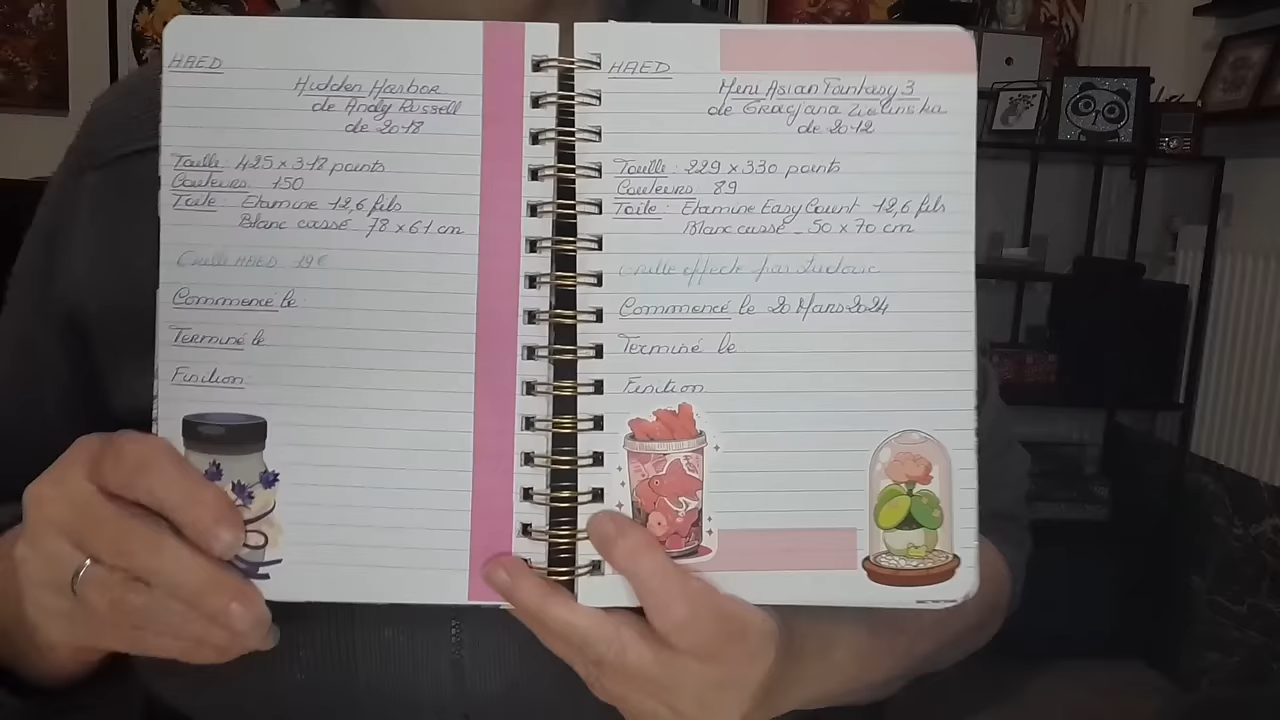 HAED
Hidden Harbor
de Andy Russell
de 2018
Taille : 425 x 318 points
Couleurs 150
Toile : Etamine 12,6 fils
Blanc cassé - 78 x 61 cm
Grille HAED 19€
Commencé le :
Terminé le
Finition
HAED
Menu Asian Fantasy 3
de Gracjana Zielinska
de 2012
Taille : 229 x 330 points
Couleurs 89
Toile : Etamine Easy Count 12,6 fils
Blanc cassé - 50 x 70 cm
Grille par Ludovic
Commencé le 20 Mars 2024
Terminé le
Finition